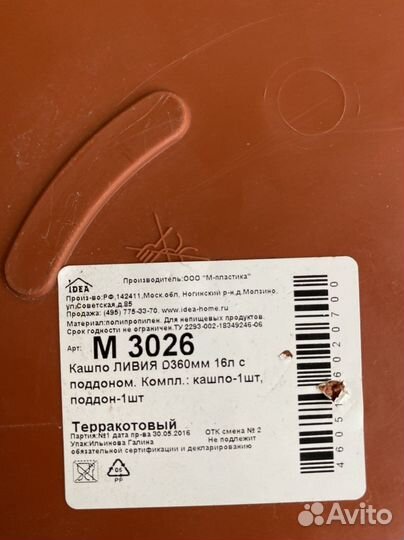 IDEA
Производитель:ООО "М-пластика"
Произ-во:РФ,142411,Моск.обл. Ногинский р-н,д.Молзино,
ул.Советская,д.85
Продажа: (495) 775-33-70. www.idea-home.ru
Материал:полипропилен. Для непищевых продуктов.
Срок годности не ограничен.ТУ 2293-002-18349246-06
Арт: М 3026
Кашпо ЛИВИЯ D360мм 16л с
поддоном. Компл.: кашпо-1шт,
поддон-1шт
Терракотовый
Партия:№1 дата пр-ва 30.05.2016
ОТК смена № 2
Упак:Ильинова Галина
Не подлежит
обязательной сертификации и декларированию
05
PP
Avito